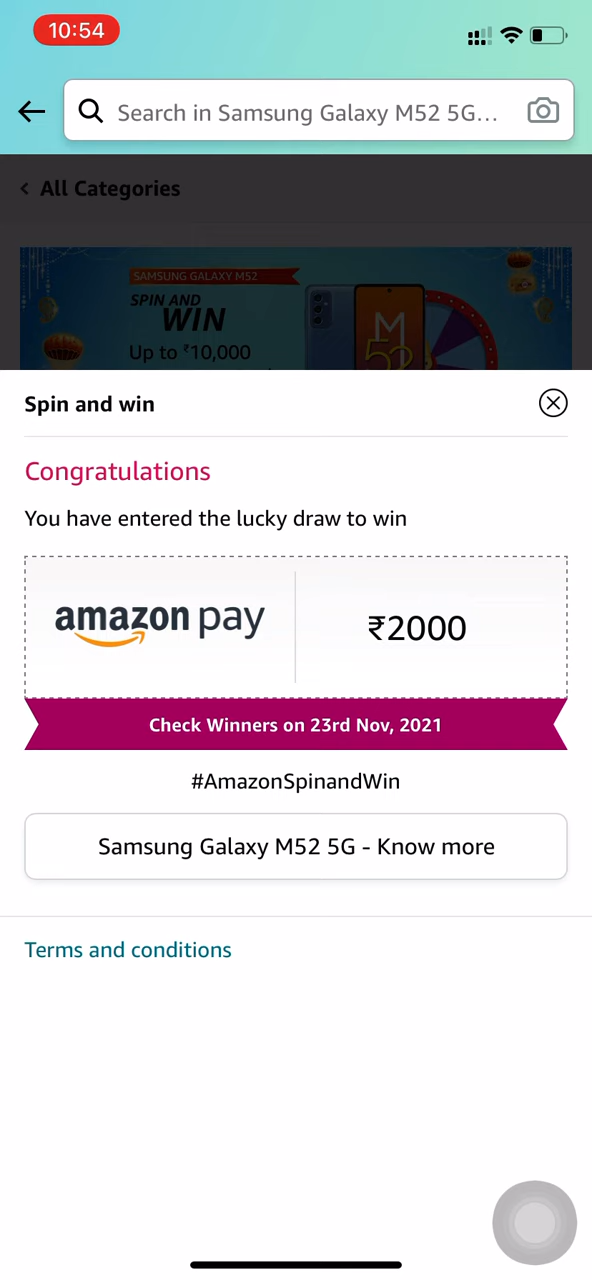 10:54
Search in Samsung Galaxy M52 5G...
All Categories
SAMSUNG GALAXY M52
SPIN AND
WIN
Up to ₹10,000
M
52
Spin and win
Congratulations
You have entered the lucky draw to win
amazon pay
₹2000
Check Winners on 23rd Nov, 2021
#AmazonSpinandWin
Samsung Galaxy M52 5G - Know more
Terms and conditions